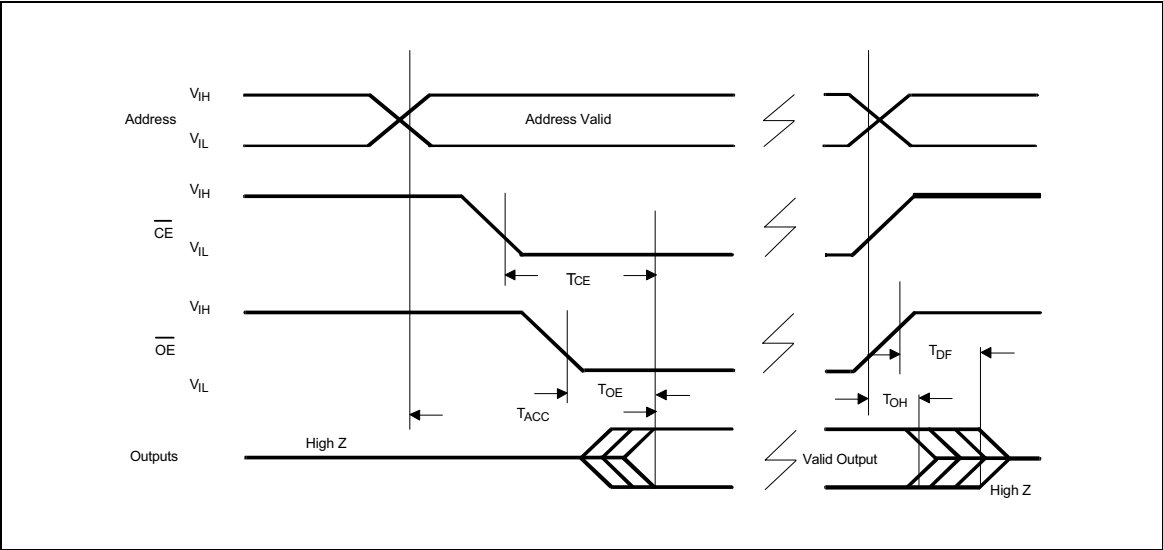 VIH
Address
Address Valid
VIL
VIH
CE
VIL
TCE
VIH
OE
TDF
VIL
TOE
TOH
TACC
High Z
Outputs
Valid Output
High Z